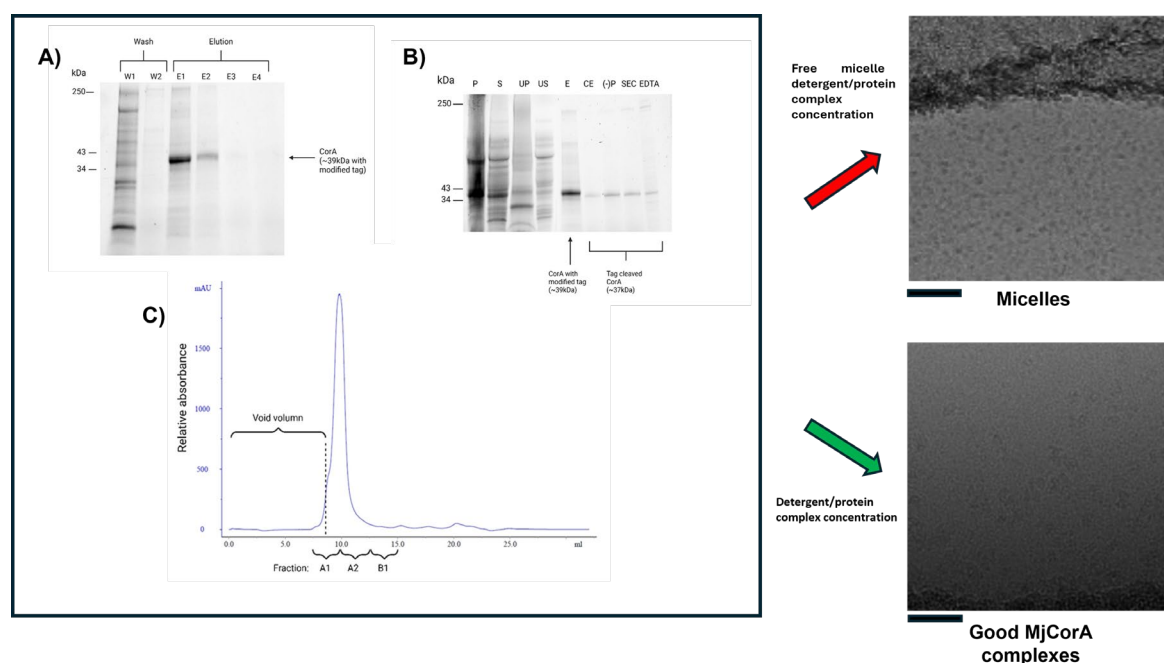 A)
Wash Elution
kDa W1 W2 E1 E2 E3 E4
250
43
34
CorA
(~39kDa with
modified tag)
B)
kDa P S UP US E CE (-)P SEC EDTA
250
43
34
CorA with
modified tag
(~39kDa)
Tag cleaved
CorA
(~37kDa)
C)
mAU
1500
1000
500
0
Relative absorbance
Void volumn
0.0 5.0 10.0 15.0 20.0 25.0 ml
Fraction: A1 A2 B1
Free micelle
detergent/protein
complex
concentration
Micelles
Detergent/protein
complex concentration
Good MjCorA
complexes